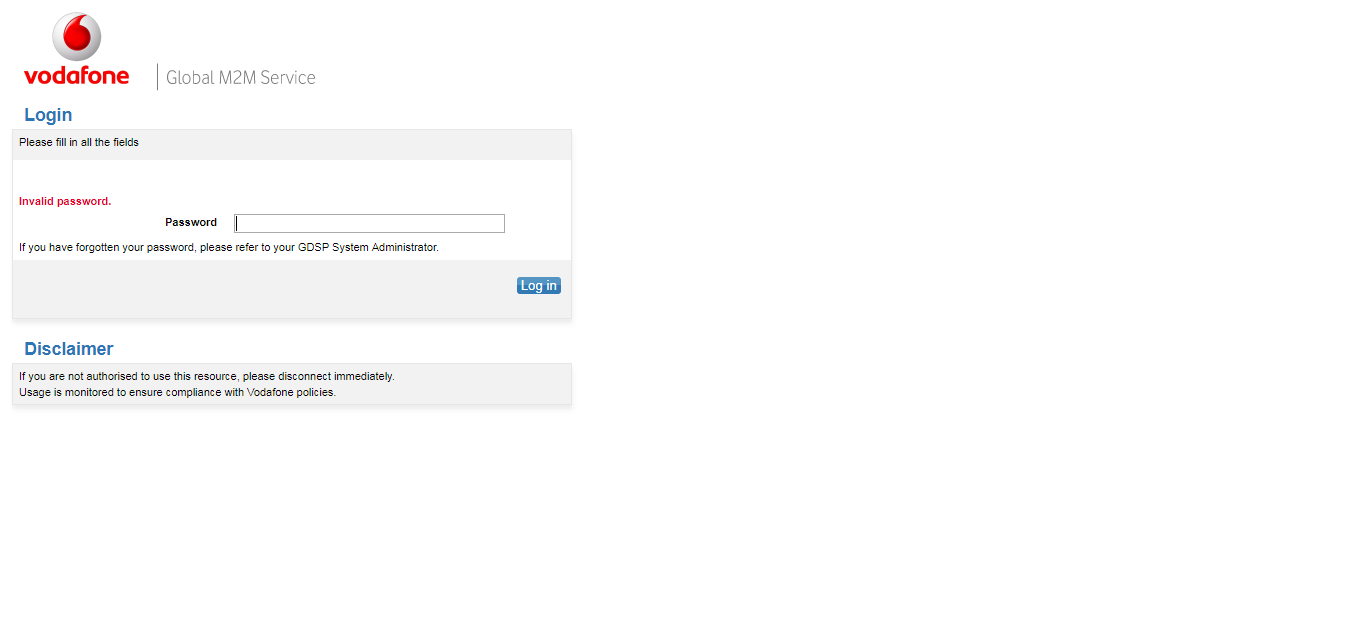 vodafone
Global M2M Service
Login
Please fill in all the fields
Invalid password.
Password
If you have forgotten your password, please refer to your GDSP System Administrator.
Log in
Disclaimer
If you are not authorised to use this resource, please disconnect immediately.
Usage is monitored to ensure compliance with Vodafone policies.